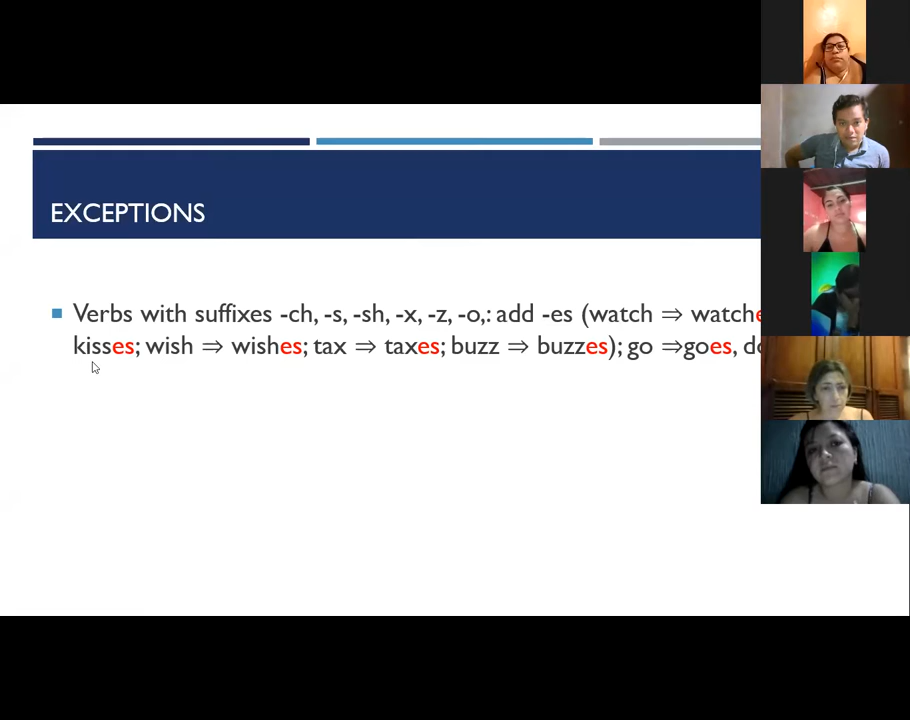 EXCEPTIONS
Verbs with suffixes -ch, -s, -sh, -x, -z, -o,: add -es (watch ⇒ watche
kisses; wish ⇒ wishes; tax ⇒ taxes; buzz ⇒ buzzes); go ⇒goes, do